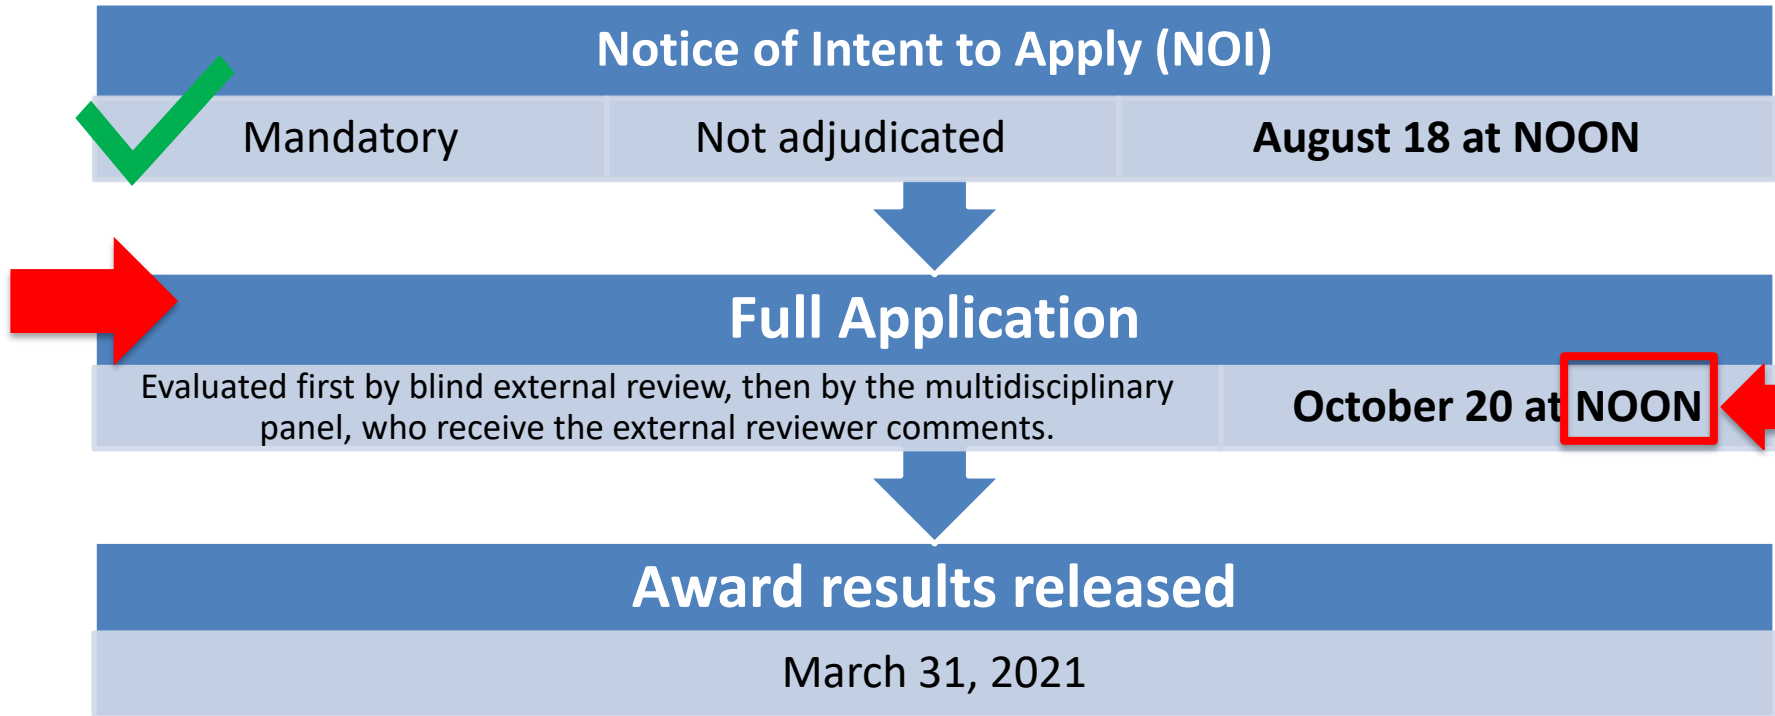 Notice of Intent to Apply (NOI)
Mandatory
Not adjudicated
August 18 at NOON
Full Application
Evaluated first by blind external review, then by the multidisciplinary
panel, who receive the external reviewer comments.
October 20 at NOON
Award results released
March 31, 2021